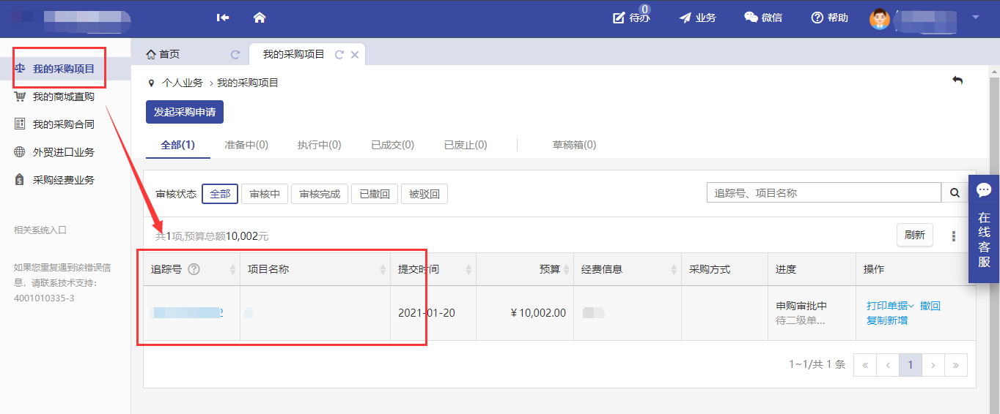 0
待办
业务
微信
帮助
我的采购项目
我的商城直购
我的采购合同
外贸进口业务
采购经费业务
相关系统入口
如果您重复遇到该错误信
息，请联系技术支持：
4001010335-3
首页
我的采购项目
个人业务 › 我的采购项目
发起采购申请
全部(1) 准备中(0) 执行中(0) 已成交(0) 已废止(0) 草稿箱(0)
审核状态 全部 审核中 审核完成 已撤回 被驳回
追踪号、项目名称
共1项,预算总额10,002元
刷新
追踪号 项目名称 提交时间 预算 经费信息 采购方式 进度 操作
2021-01-20 ￥10,002.00
申购审批中
待二级单...
打印单据 撤回
复制新增
1~1/共 1 条 « ‹ 1 › »
在线客服